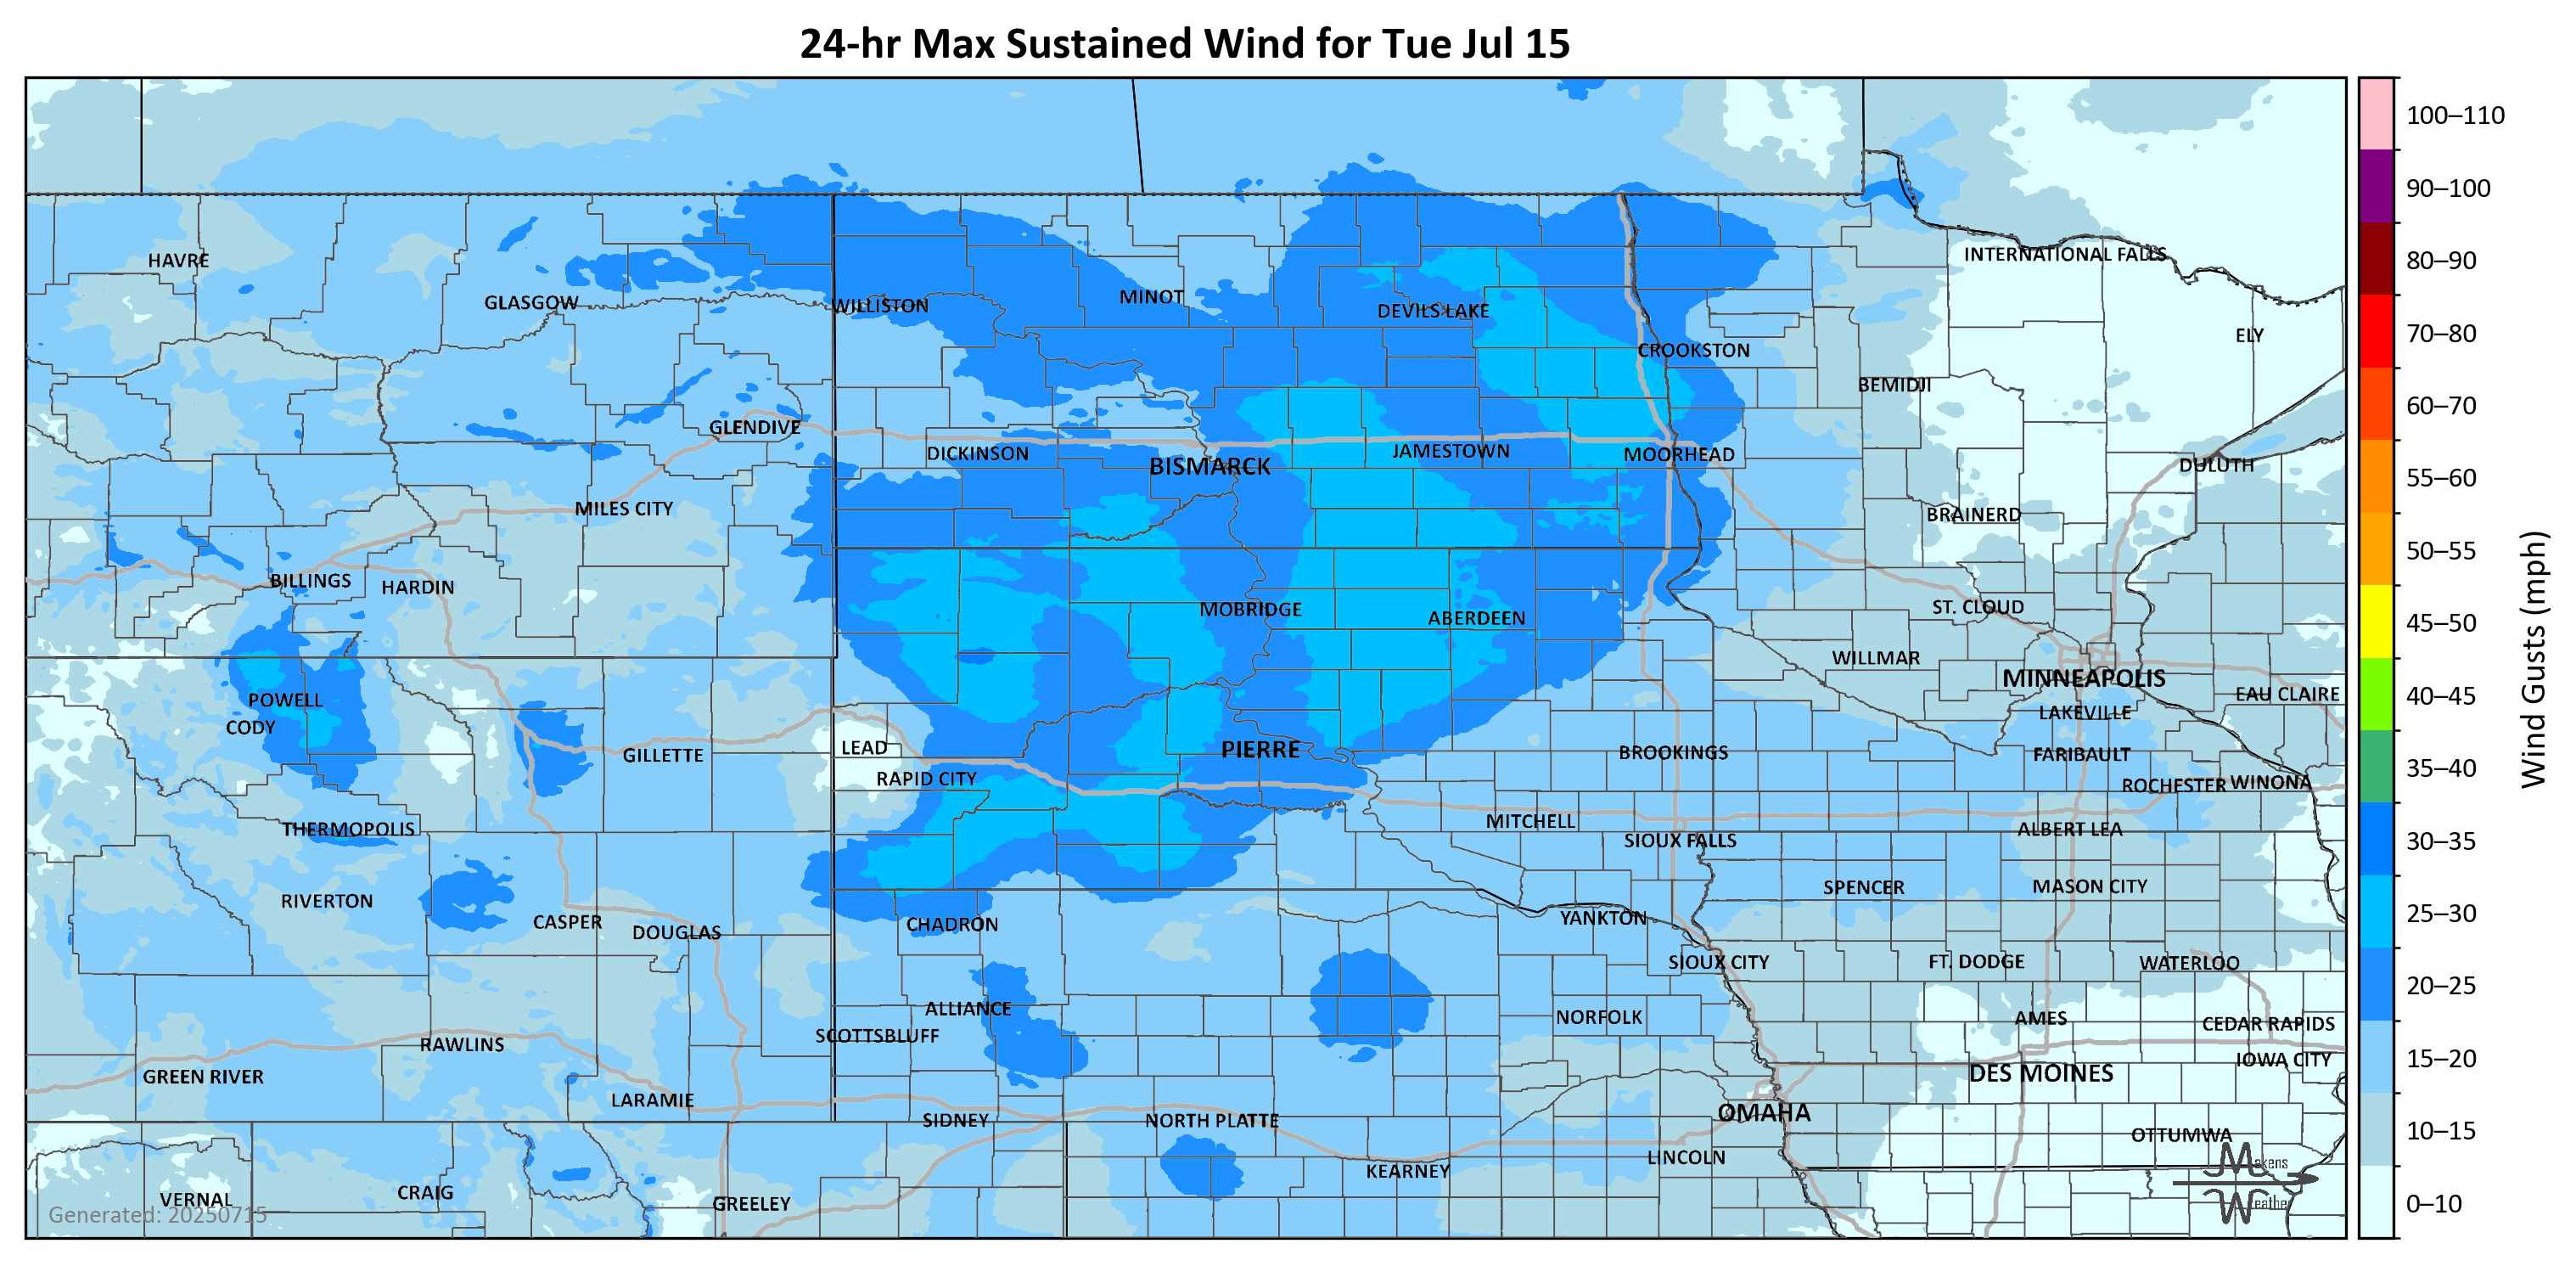 24-hr Max Sustained Wind for Tue Jul 15
100–110
90–100
80–90
70–80
60–70
55–60
50–55
45–50
40–45
35–40
30–35
25–30
20–25
15–20
10–15
0–10
Wind Gusts (mph)
HAVRE
GLASGOW
WILLISTON
MINOT
DEVILS LAKE
INTERNATIONAL FALLS
ELY
CROOKSTON
BEMIDJI
GLENDIVE
DICKINSON
BISMARCK
JAMESTOWN
MOORHEAD
DULUTH
MILES CITY
BRAINERD
BILLINGS
HARDIN
MOBRIDGE
ABERDEEN
ST. CLOUD
WILLMAR
MINNEAPOLIS
EAU CLAIRE
POWELL
CODY
LAKEVILLE
GILLETTE
LEAD
PIERRE
BROOKINGS
FARIBAULT
RAPID CITY
ROCHESTER
WINONA
THERMOPOLIS
MITCHELL
SIOUX FALLS
ALBERT LEA
RIVERTON
CASPER
DOUGLAS
CHADRON
YANKTON
SPENCER
MASON CITY
SIOUX CITY
FT. DODGE
WATERLOO
ALLIANCE
SCOTTSBLUFF
NORFOLK
AMES
CEDAR RAPIDS
RAWLINS
IOWA CITY
GREEN RIVER
DES MOINES
LARAMIE
SIDNEY
NORTH PLATTE
OMAHA
OTTUMWA
LINCOLN
KEARNEY
VERNAL
CRAIG
GREELEY
Generated: 20250715
Makens
Weather